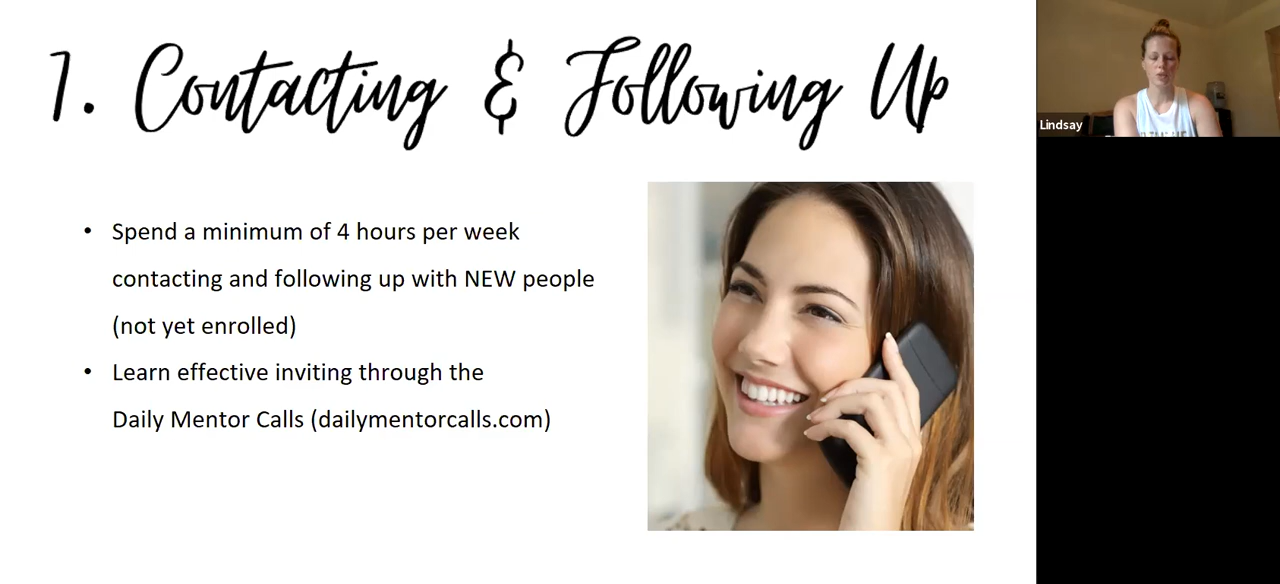 1. Contacting & Following Up
• Spend a minimum of 4 hours per week
contacting and following up with NEW people
(not yet enrolled)
• Learn effective inviting through the
Daily Mentor Calls (dailymentorcalls.com)
Lindsay